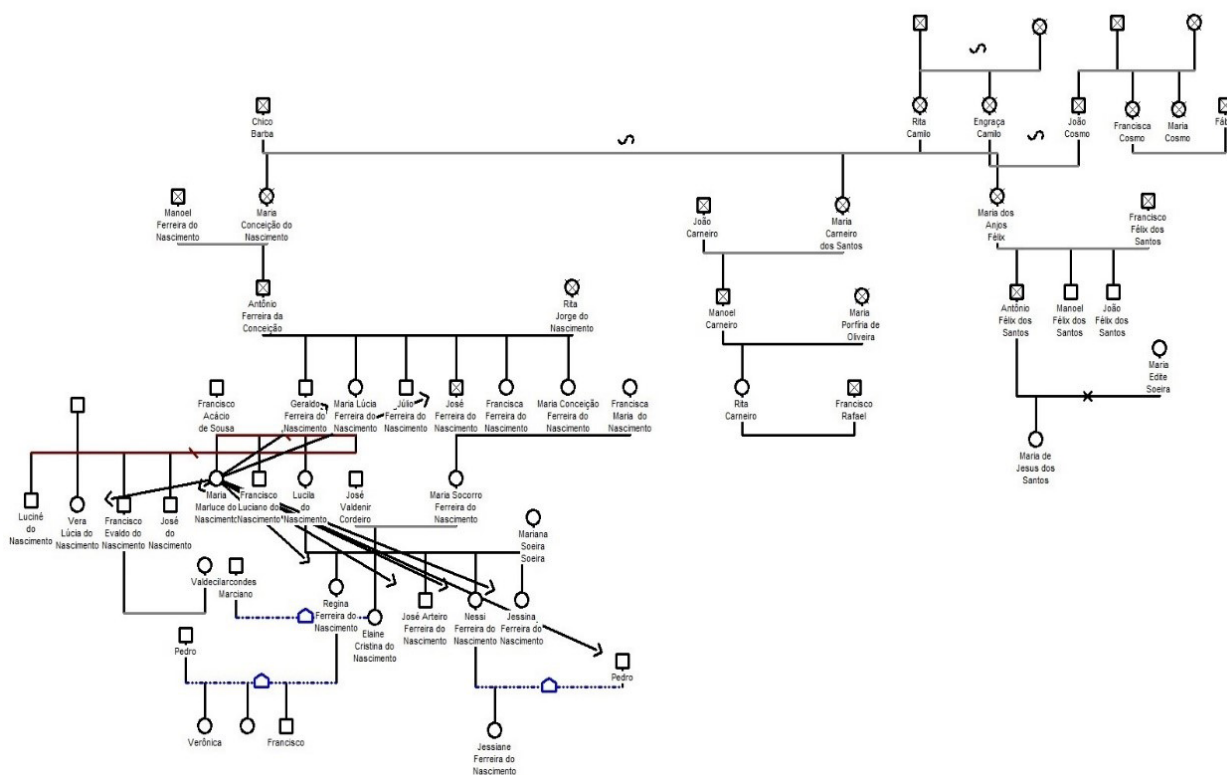 Chico
Barba
Rita
Camilo
Engraça
Camilo
João
Cosmo
Francisca
Cosmo
Maria
Cosmo
Fáb
Manoel
Ferreira do
Nascimento
Maria
Conceição do
Nascimento
João
Carneiro
Maria
Carneiro
dos Santos
Maria dos
Anjos
Félix
Francisco
Félix dos
Santos
Antônio
Ferreira da
Conceição
Rita
Jorge do
Nascimento
Manoel
Carneiro
Maria
Porfíria de
Oliveira
Antônio
Félix dos
Santos
Manoel
Félix dos
Santos
João
Félix dos
Santos
Maria
Edite
Soeira
Francisco
Acácio
de Sousa
Geraldo
Ferreira do
Nascimento
Maria Lúcia
Ferreira do
Nascimento
Júlio
Ferreira do
Nascimento
José
Ferreira do
Nascimento
Francisca
Ferreira do
Nascimento
Maria Conceição
Ferreira do
Nascimento
Francisca
Maria do
Nascimento
Rita
Carneiro
Francisco
Rafael
Maria de
Jesus dos
Santos
Luciné
do
Nascimento
Vera
Lúcia do
Nascimento
Francisco
Evaldo do
Nascimento
José
do
Nascimento
Maria
Marluce do
Nascimento
Francisco
Luciano do
Nascimento
Lucila
do
Nascimento
José
Valdenir
Cordeiro
Maria Socorro
Ferreira do
Nascimento
Mariana
Soeira
Soeira
Valdeci
arcondes
Marciano
Regina
Ferreira do
Nascimento
Elaine
Cristina do
Nascimento
José Arteiro
Ferreira do
Nascimento
Nessi
Ferreira do
Nascimento
Jessina
Ferreira do
Nascimento
Pedro
Pedro
Verônica
Francisco
Jessiane
Ferreira do
Nascimento